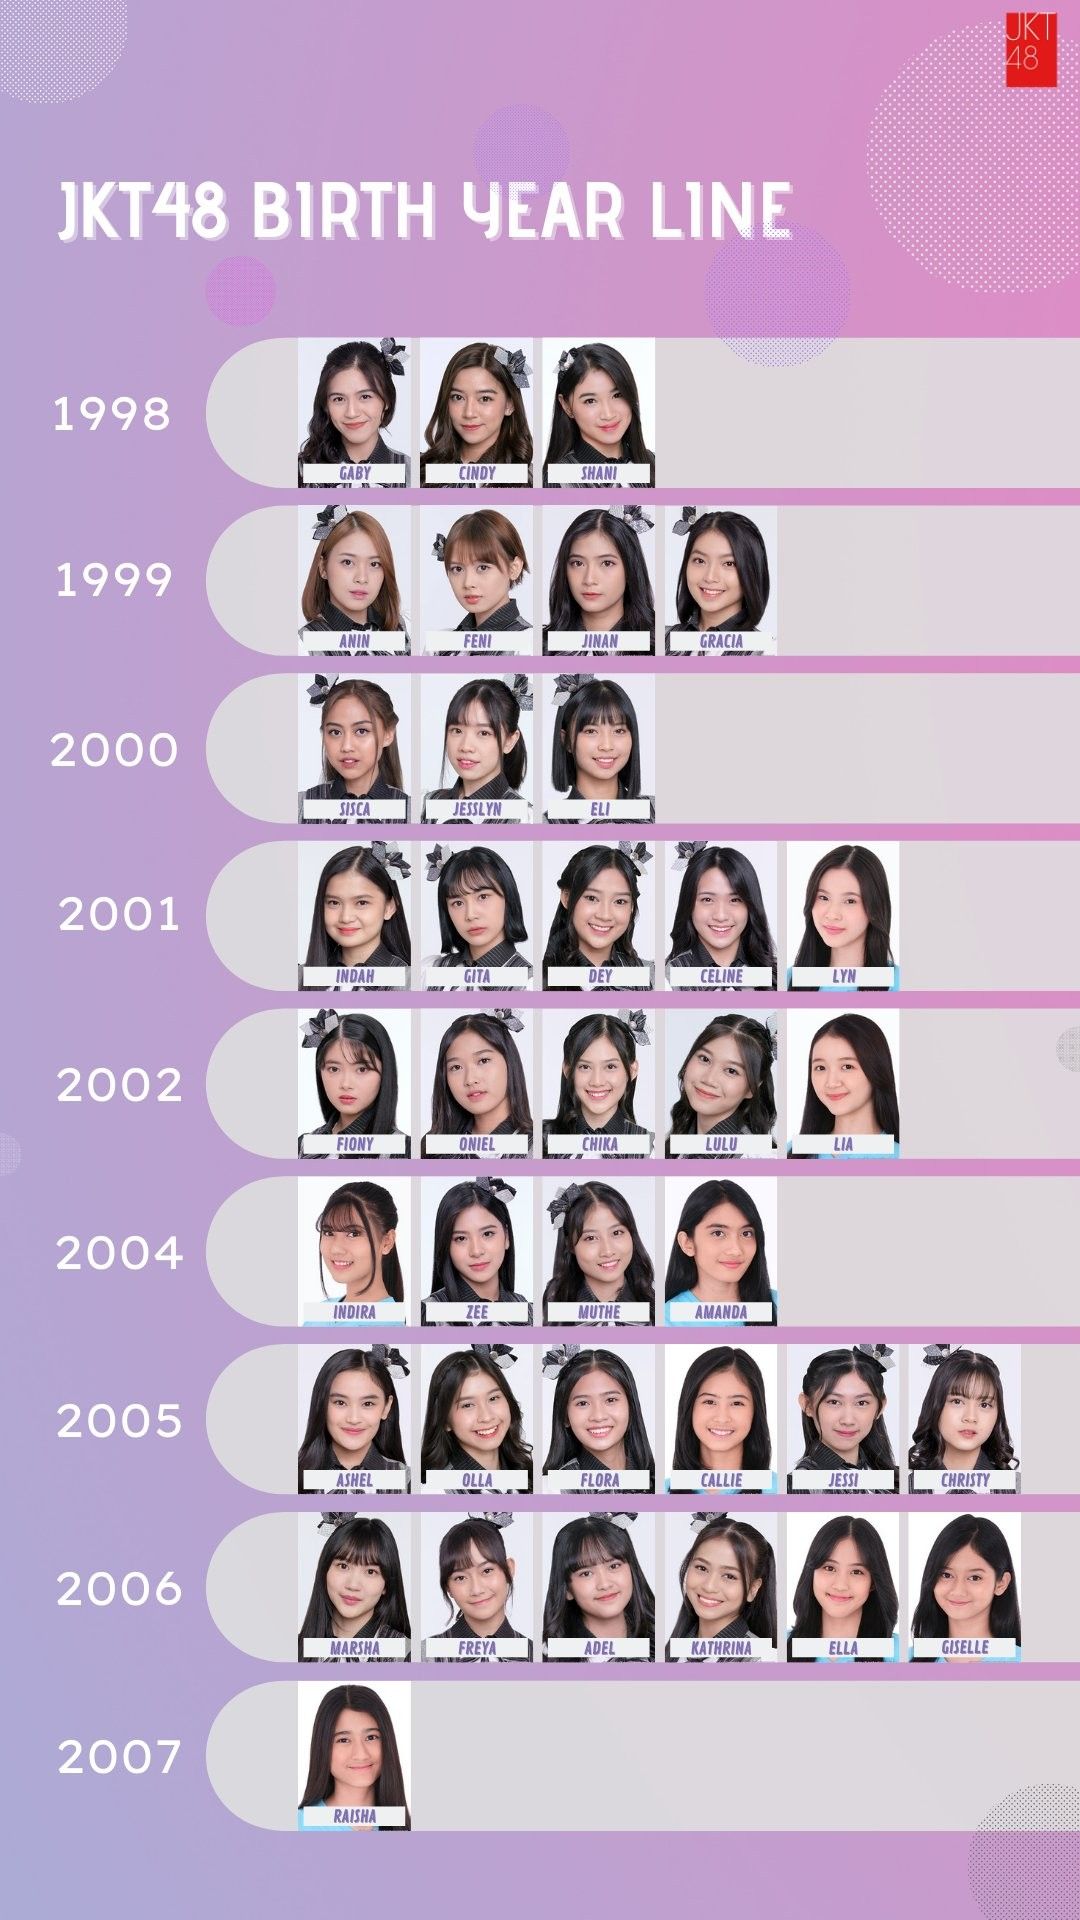 JKT
48
JKT48 BIRTH YEAR LINE
1998
GABY CINDY SHANI
1999
ANIN FENI JINAN GRACIA
2000
SISCA JESSLYN ELI
2001
INDAH GITA DEY CELINE LYN
2002
FIONY ONIEL CHIKA LULU LIA
2004
INDIRA ZEE MUTHE AMANDA
2005
ASHEL OLLA FLORA CALLIE JESSI CHRISTY
2006
MARSHA FREYA ADEL KATHRINA ELLA GISELLE
2007
RAISHA